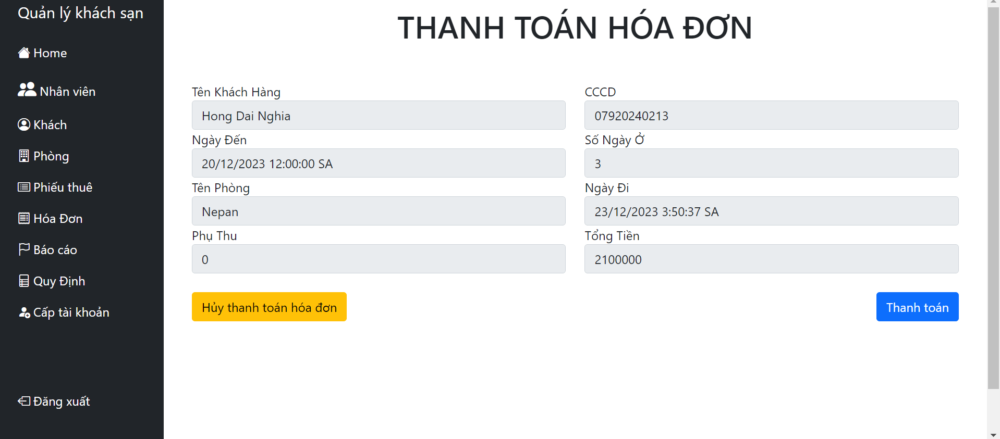 Quản lý khách sạn
Home
Nhân viên
Khách
Phòng
Phiếu thuê
Hóa Đơn
Báo cáo
Quy Định
Cấp tài khoản
Đăng xuất
THANH TOÁN HÓA ĐƠN
Tên Khách Hàng
Hong Dai Nghia
CCCD
07920240213
Ngày Đến
20/12/2023 12:00:00 SA
Số Ngày Ở
3
Tên Phòng
Nepan
Ngày Đi
23/12/2023 3:50:37 SA
Phụ Thu
0
Tổng Tiền
2100000
Hủy thanh toán hóa đơn
Thanh toán